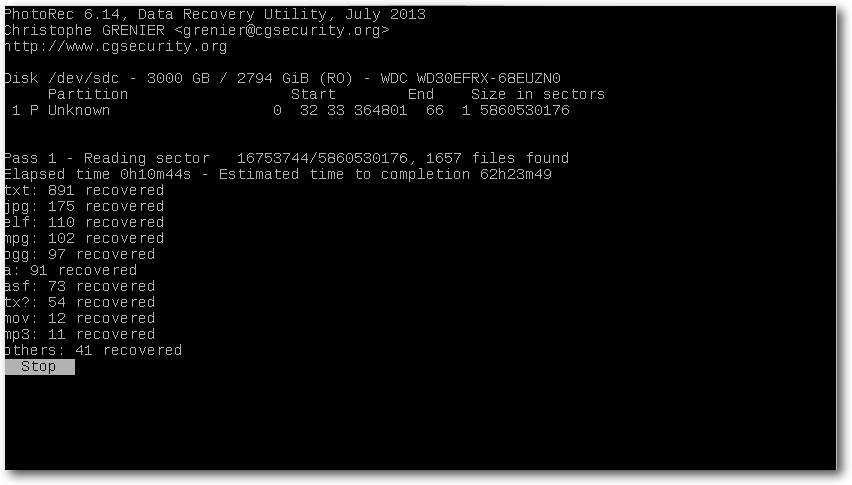 PhotoRec 6.14, Data Recovery Utility, July 2013
Christophe GRENIER <grenier@cgsecurity.org>
http://www.cgsecurity.org
Disk /dev/sdc - 3000 GB / 2794 GiB (RO) - WDC WD30EFRX-68EUZN0
Partition Start End Size in sectors
1 P Unknown 0 32 33 364801 66 1 5860530176
Pass 1 - Reading sector 16753744/5860530176, 1657 files found
Elapsed time 0h10m44s - Estimated time to completion 62h23m49
txt: 891 recovered
jpg: 175 recovered
elf: 110 recovered
mpg: 102 recovered
ogg: 97 recovered
a: 91 recovered
asf: 73 recovered
tx?: 54 recovered
mov: 12 recovered
mp3: 11 recovered
others: 41 recovered
Stop